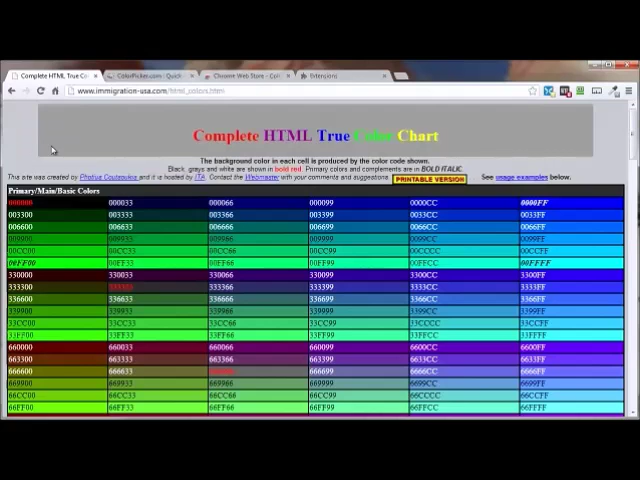 Complete HTML True Col
ColorPicker.com - Quick
Chrome Web Store - Col
Extensions
www.immigration-usa.com/html_colors.html
Complete HTML True Color Chart
The background color in each cell is produced by the color code shown.
Black, grays and white are shown in bold red. Primary colors and complements are in BOLD ITALIC.
This site was created by Photius Coutsoukis and it is hosted by ITA. Contact the Webmaster with your comments and suggestions. PRINTABLE VERSION See usage examples below.
Primary/Main/Basic Colors
000000 000033 000066 000099 0000CC 0000FF
003300 003333 003366 003399 0033CC 0033FF
006600 006633 006666 006699 0066CC 0066FF
009900 009933 009966 009999 0099CC 0099FF
00CC00 00CC33 00CC66 00CC99 00CCCC 00CCFF
00FF00 00FF33 00FF66 00FF99 00FFCC 00FFFF
330000 330033 330066 330099 3300CC 3300FF
333300 333333 333366 333399 3333CC 3333FF
336600 336633 336666 336699 3366CC 3366FF
339900 339933 339966 339999 3399CC 3399FF
33CC00 33CC33 33CC66 33CC99 33CCCC 33CCFF
33FF00 33FF33 33FF66 33FF99 33FFCC 33FFFF
660000 660033 660066 660099 6600CC 6600FF
663300 663333 663366 663399 6633CC 6633FF
666600 666633 666666 666699 6666CC 6666FF
669900 669933 669966 669999 6699CC 6699FF
66CC00 66CC33 66CC66 66CC99 66CCCC 66CCFF
66FF00 66FF33 66FF66 66FF99 66FFCC 66FFFF